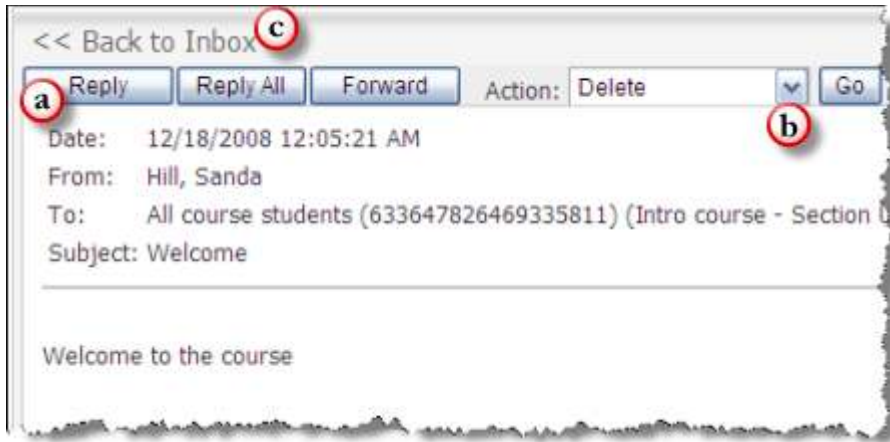 << Back to Inbox c
a Reply Reply All Forward Action: Delete Go
b
Date: 12/18/2008 12:05:21 AM
From: Hill, Sanda
To: All course students (633647826469335811) (Intro course - Section
Subject: Welcome
Welcome to the course